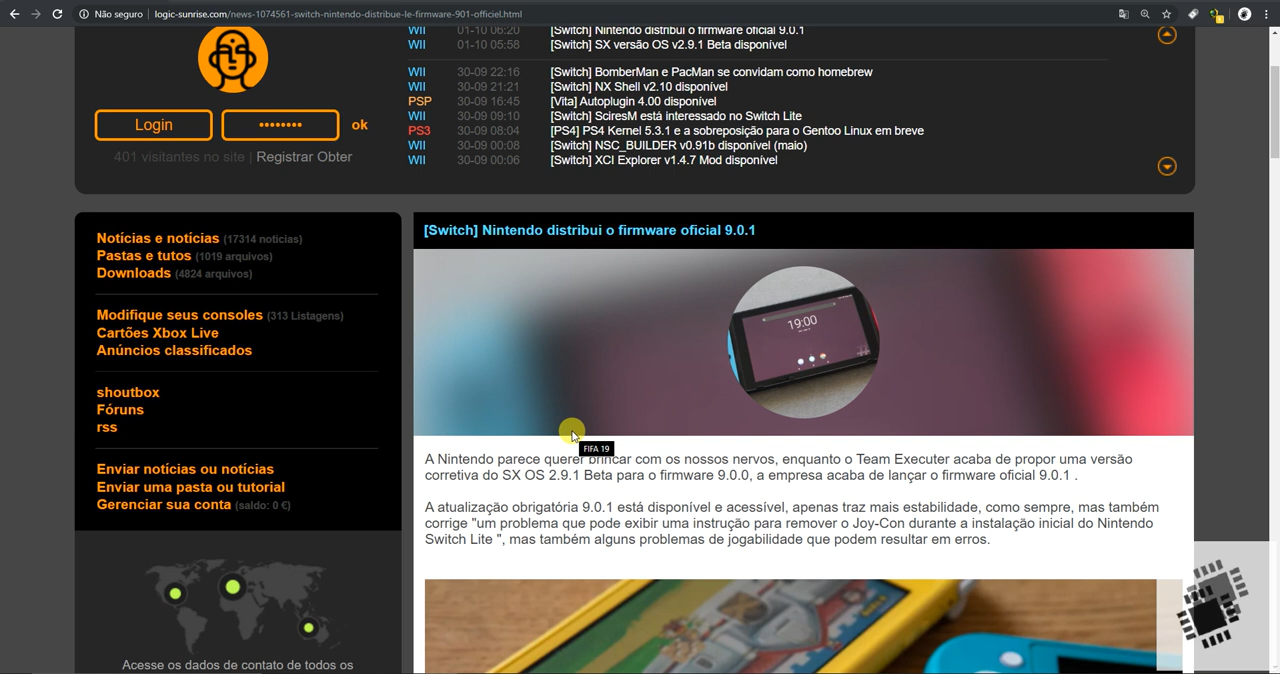 Não seguro | logic-sunrise.com/news-1074561-switch-nintendo-distribue-le-firmware-901-officiel.html
WII 01-10 06:20 [Switch] Nintendo distribui o firmware oficial 9.0.1
WII 01-10 05:58 [Switch] SX versão OS v2.9.1 Beta disponível
WII 30-09 22:16 [Switch] BomberMan e PacMan se convidam como homebrew
WII 30-09 21:21 [Switch] NX Shell v2.10 disponível
PSP 30-09 16:45 [Vita] Autoplugin 4.00 disponível
WII 30-09 09:10 [Switch] SciresM está interessado no Switch Lite
PS3 30-09 08:04 [PS4] PS4 Kernel 5.3.1 e a sobreposição para o Gentoo Linux em breve
WII 30-09 00:08 [Switch] NSC_BUILDER v0.91b disponível (maio)
WII 30-09 00:06 [Switch] XCI Explorer v1.4.7 Mod disponível
Login •••••••• ok
401 visitantes no site | Registrar Obter
Notícias e notícias (17314 notícias)
Pastas e tutos (1019 arquivos)
Downloads (4824 arquivos)
Modifique seus consoles (313 Listagens)
Cartões Xbox Live
Anúncios classificados
shoutbox
Fóruns
rss
Enviar notícias ou notícias
Enviar uma pasta ou tutorial
Gerenciar sua conta (saldo: 0 €)
Acesse os dados de contato de todos os
[Switch] Nintendo distribui o firmware oficial 9.0.1
19:00
FIFA 19
A Nintendo parece querer brincar com os nossos nervos, enquanto o Team Executer acaba de propor uma versão
corretiva do SX OS 2.9.1 Beta para o firmware 9.0.0, a empresa acaba de lançar o firmware oficial 9.0.1 .
A atualização obrigatória 9.0.1 está disponível e acessível, apenas traz mais estabilidade, como sempre, mas também
corrige "um problema que pode exibir uma instrução para remover o Joy-Con durante a instalação inicial do Nintendo
Switch Lite ", mas também alguns problemas de jogabilidade que podem resultar em erros.